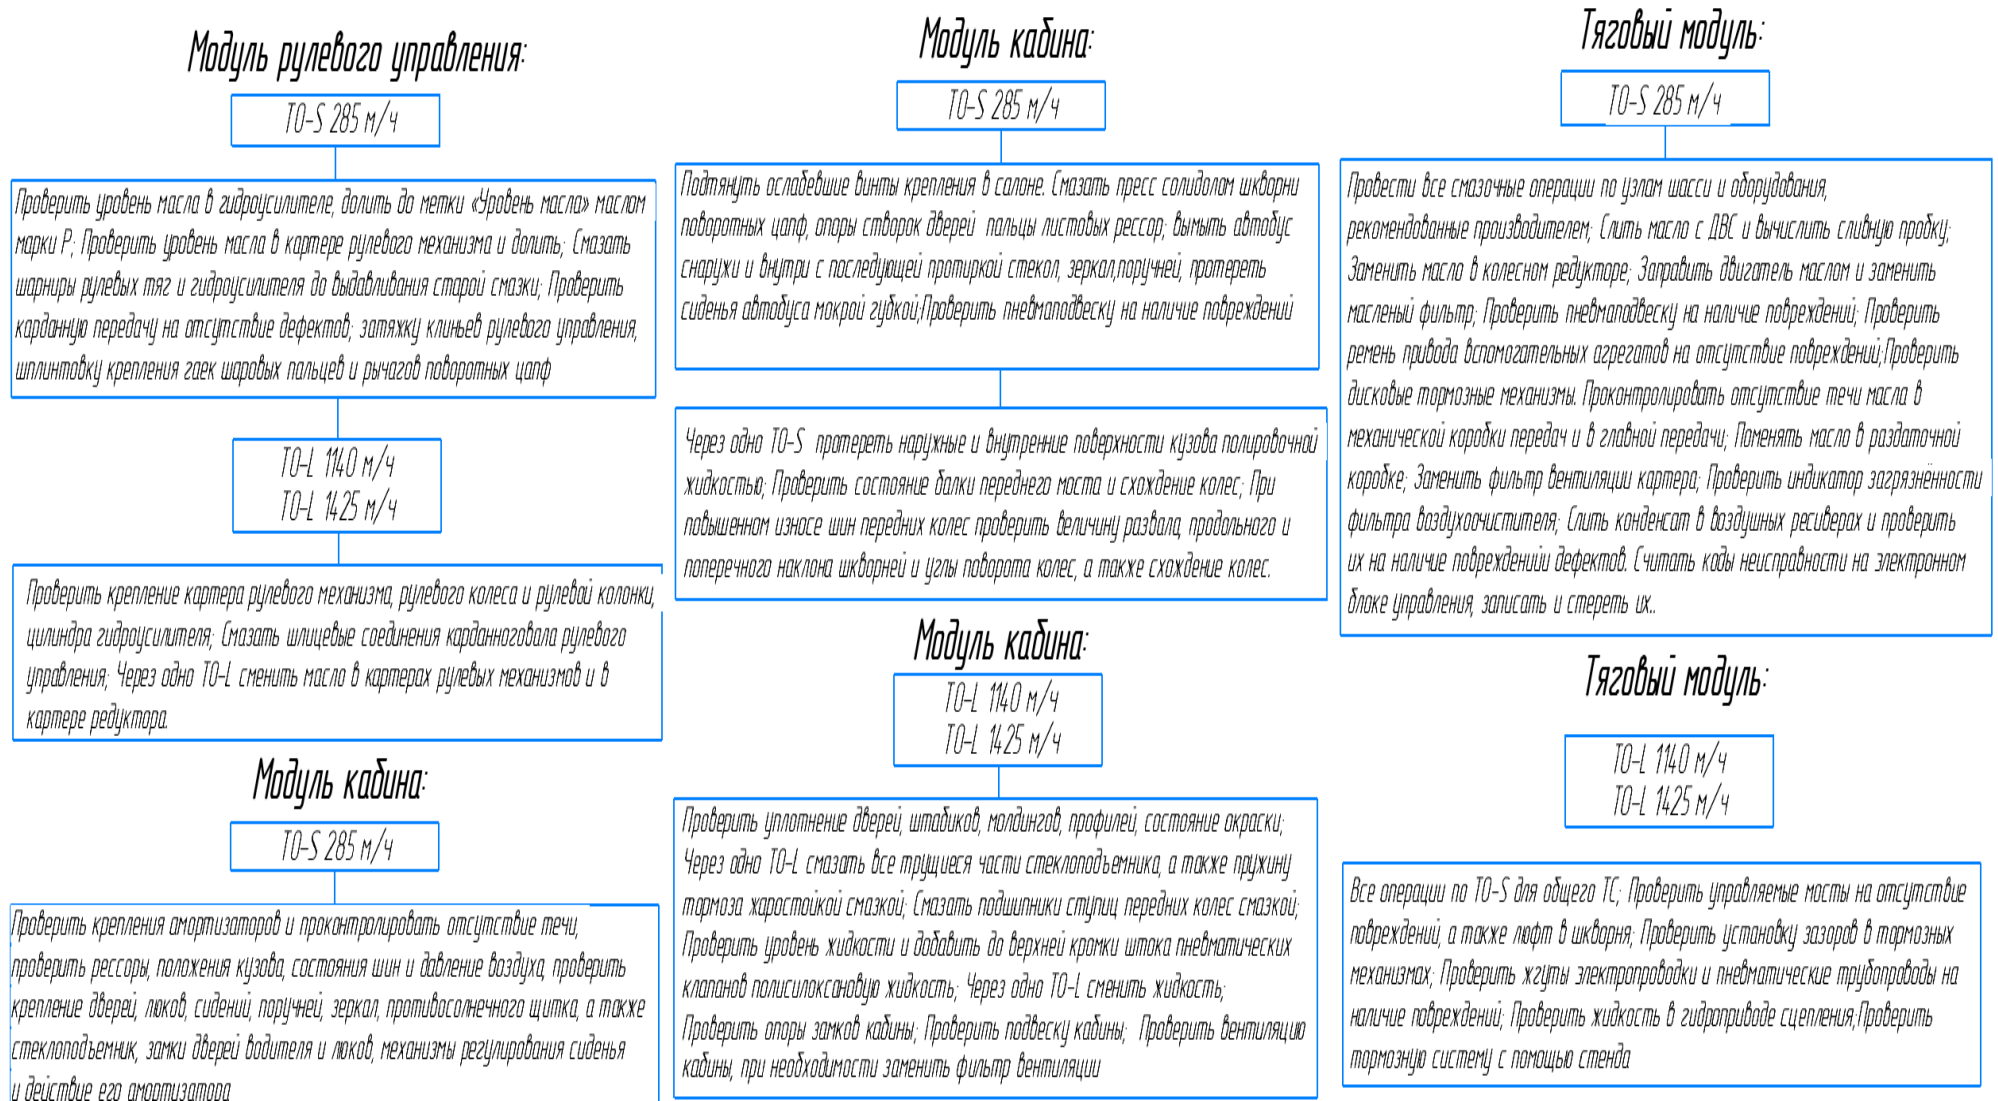 Модуль рулевого управления:
ТО-S 285 м/ч
Проверить уровень масла в гидроусилителе, долить до метки «Уровень масла» маслом
марки Р; Проверить уровень масла в картере рулевого механизма и долить; Смазать
шарниры рулевых тяг и гидроусилителя до выдавливания старой смазки; Проверить
карданную передачу на отсутствие дефектов; затяжку клиньев рулевого управления,
шплинтовку крепления гаек шаровых пальцев и рычагов поворотных цапф
ТО-L 1140 м/ч
ТО-L 1425 м/ч
Проверить крепление картера рулевого механизма, рулевого колеса и рулевой колонки,
цилиндра гидроусилителя; Смазать шлицевые соединения карданноговала рулевого
управления; Через одно ТО-L сменить масло в картерах рулевых механизмов и в
картере редуктора.
Модуль кабина:
ТО-S 285 м/ч
Проверить крепления амортизаторов и проконтролировать отсутствие течи,
проверить рессоры, положения кузова, состояния шин и давление воздуха, проверить
крепление дверей, люков, сидений, поручней, зеркал, противосолнечного щитка, а также
стеклоподъемник, замки дверей водителя и люков, механизмы регулирования сиденья
и действие его амортизатора
Модуль кабина:
ТО-S 285 м/ч
Подтянуть ослабевшие винты крепления в салоне. Смазать пресс солидолом шкворни
поворотных цапф, опоры створок дверей пальцы листовых рессор; вымыть автобус
снаружи и внутри с последующей протиркой стекол, зеркал,поручней, протереть
сиденья автобуса мокрой губкой;Проверить пневмаподвеску на наличие повреждений
Через одно ТО-S протереть наружные и внутренние поверхности кузова полировочной
жидкостью; Проверить состояние балки переднего моста и схождение колес; При
повышенном износе шин передних колес проверить величину развала, продольного и
поперечного наклона шкворней и углы поворота колес, а также схождение колес.
Модуль кабина:
ТО-L 1140 м/ч
ТО-L 1425 м/ч
Проверить уплотнение дверей, штабиков, молдингов, профилей, состояние окраски;
Через одно ТО-L смазать все трущиеся части стеклоподъемника, а также пружину
тормоза жаростойкой смазкой; Смазать подшипники ступиц передних колес смазкой;
Проверить уровень жидкости и добавить до верхней кромки штока пневматических
клапанов полисилоксановую жидкость; Через одно ТО-L сменить жидкость;
Проверить опоры замков кабины; Проверить подвеску кабины; Проверить вентиляцию
кабины, при необходимости заменить фильтр вентиляции
Тяговый модуль:
ТО-S 285 м/ч
Провести все смазочные операции по узлам шасси и оборудования,
рекомендованные производителем; Слить масло с ДВС и вычислить сливную пробку;
Заменить масло в колесном редукторе; Заправить двигатель маслом и заменить
масленый фильтр; Проверить пневмаподвеску на наличие повреждений; Проверить
ремень привода вспомогательных агрегатов на отсутствие повреждений;Проверить
дисковые тормозные механизмы. Проконтролировать отсутствие течи масла в
механической коробки передач и в главной передачи; Поменять масло в раздаточной
коробке; Заменить фильтр вентиляции картера; Проверить индикатор загрязнённости
фильтра воздухоочистителя; Слить конденсат в воздушных ресиверах и проверить
их на наличие поврежденийи дефектов. Считать коды неисправности на электронном
блоке управления, записать и стереть их..
Тяговый модуль:
ТО-L 1140 м/ч
ТО-L 1425 м/ч
Все операции по ТО-S для общего ТС; Проверить управляемые мосты на отсутствие
повреждений, а также люфт в шкворня; Проверить установку зазоров в тормозных
механизмах; Проверить жгуты электропроводки и пневматические трубопроводы на
наличие повреждений; Проверить жидкость в гидроприводе сцепления;Проверить
тормозную систему с помощью стенда